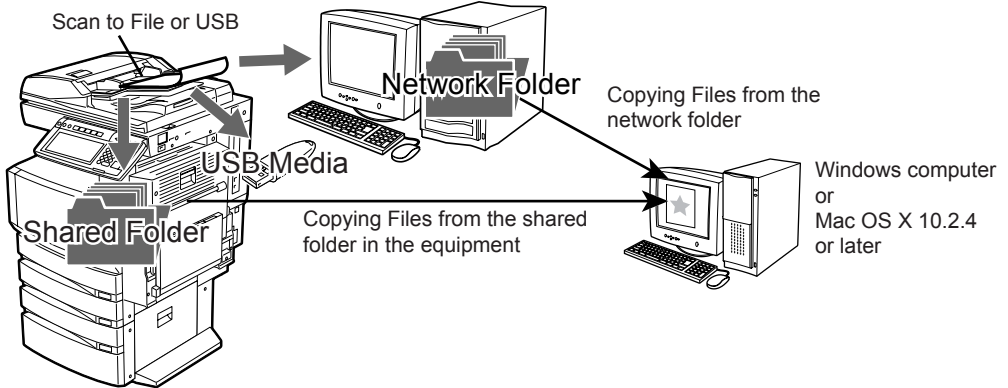 Scan to File or USB
Network Folder
Copying Files from the
network folder
USB Media
Windows computer
or
Mac OS X 10.2.4
or later
Shared Folder
Copying Files from the shared
folder in the equipment